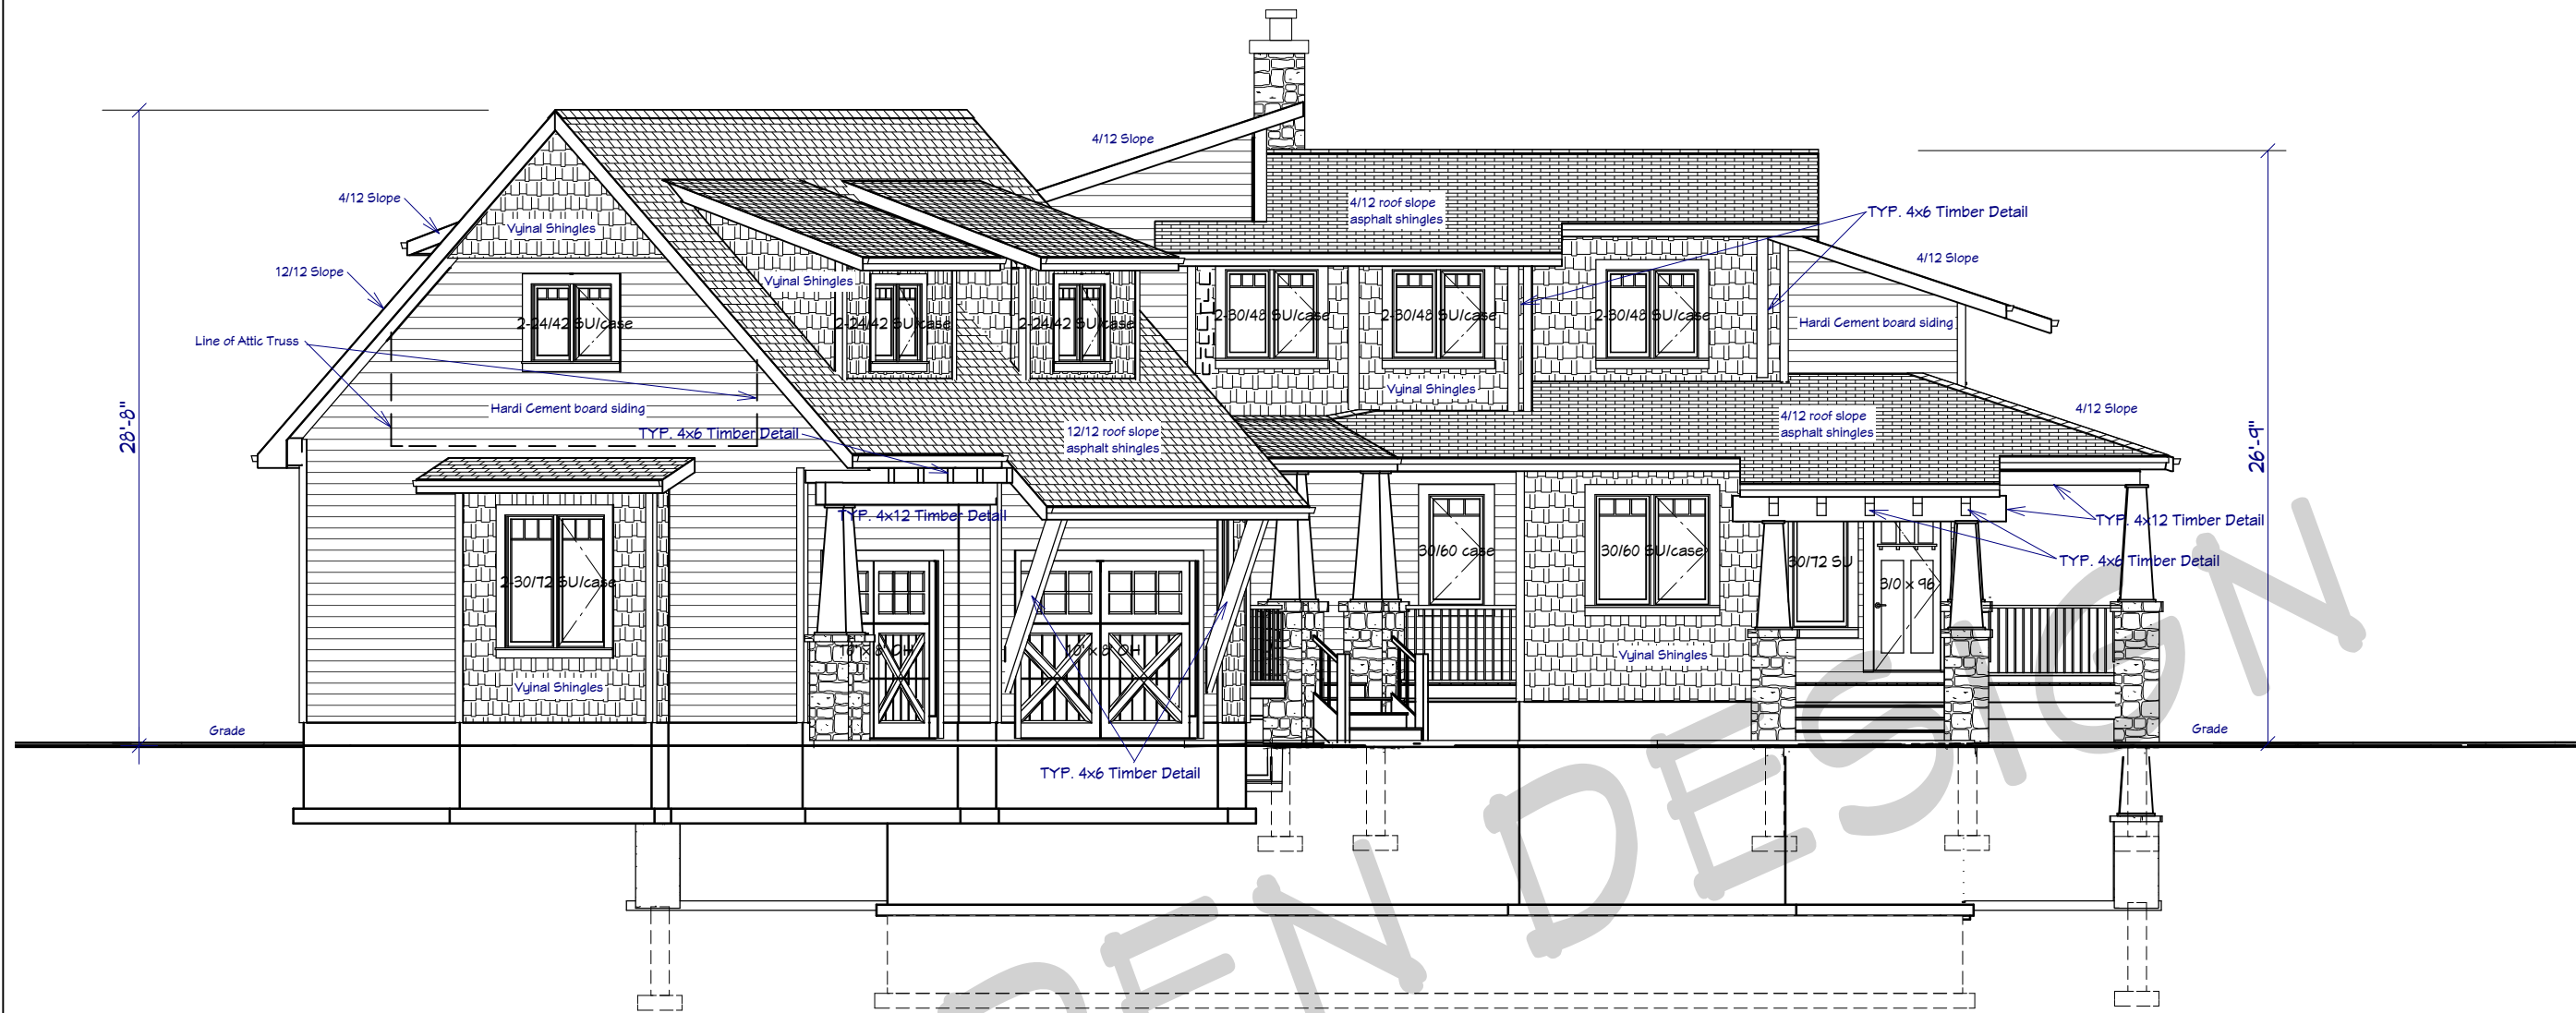 4/12 Slope
4/12 Slope
Vyinal Shingles
12/12 Slope
Vyinal Shingles
2-24/42 SU/case
2-24/42 SU/case
2-24/42 SU/case
Line of Attic Truss
28'-8"
Hardi Cement board siding
TYP. 4x6 Timber Detail
12/12 roof slope
asphalt shingles
TYP. 4x12 Timber Detail
2-30/72 SU/case
Vyinal Shingles
10' x 8' OH
10' x 8' OH
Grade
TYP. 4x6 Timber Detail
4/12 roof slope
asphalt shingles
TYP. 4x6 Timber Detail
4/12 Slope
2-30/48 SU/case
2-30/48 SU/case
2-30/48 SU/case
Hardi Cement board siding
Vyinal Shingles
4/12 roof slope
asphalt shingles
4/12 Slope
26'-9"
TYP. 4x12 Timber Detail
30/60 case
30/60 SU/case
30/72 SU
3/0 x 96
TYP. 4x6 Timber Detail
Vyinal Shingles
Grade
DEN DESIGN